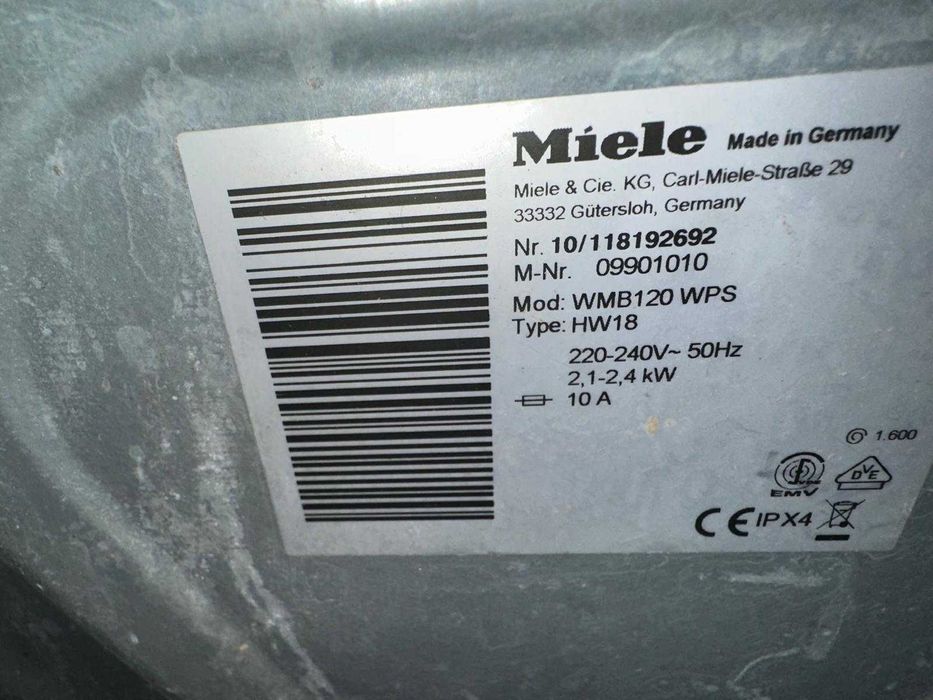 Miele Made in Germany
Miele & Cie. KG, Carl-Miele-Straße 29
33332 Gütersloh, Germany
Nr. 10/118192692
M-Nr. 09901010
Mod: WMB120 WPS
Type: HW18
220-240V~ 50Hz
2,1-2,4 kW
10 A
1.600
EMV
DVE
CE IPX4